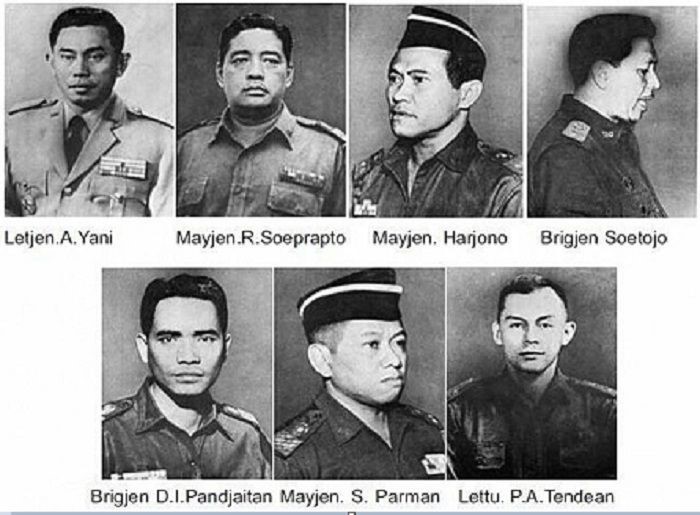 Letjen.A.Yani Mayjen.R.Soeprapto Mayjen. Harjono Brigjen Soetojo
Brigjen D.I.Pandjaitan Mayjen. S. Parman Lettu. P.A.Tendean